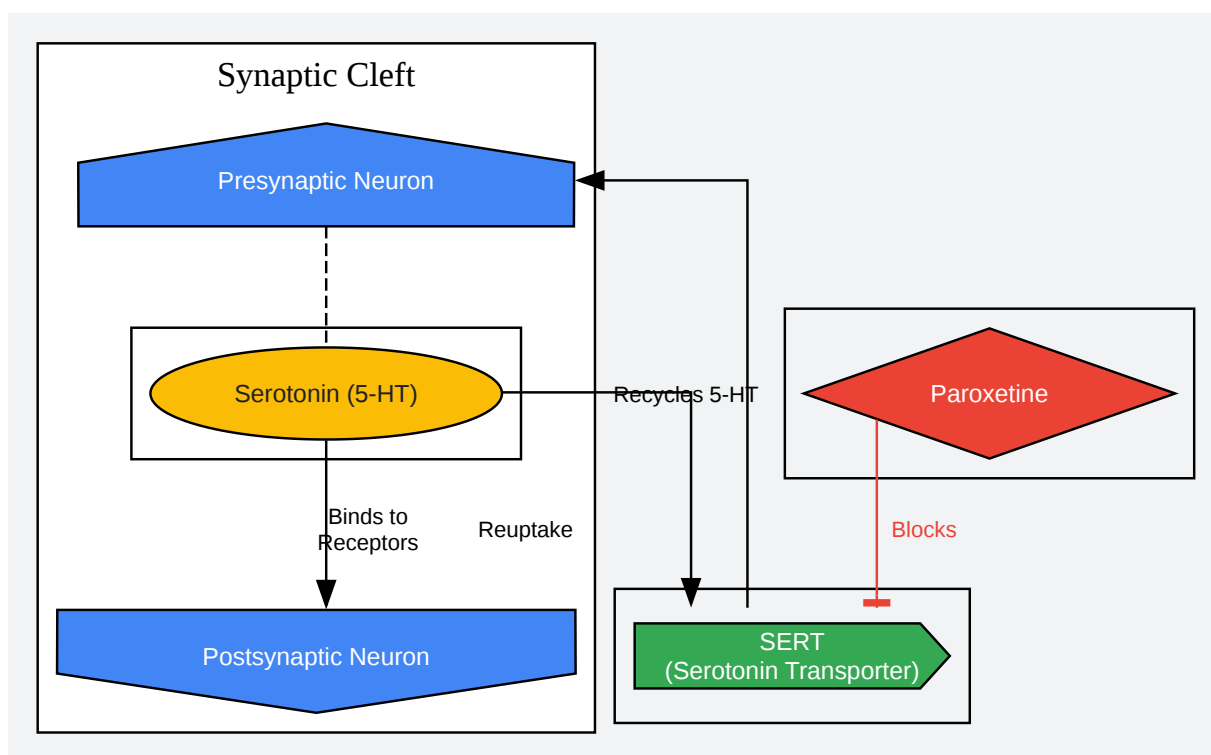 Synaptic Cleft
Presynaptic Neuron
Serotonin (5-HT)
Recycles 5-HT
Paroxetine
Binds to
Receptors
Reuptake
Blocks
Postsynaptic Neuron
SERT
(Serotonin Transporter)